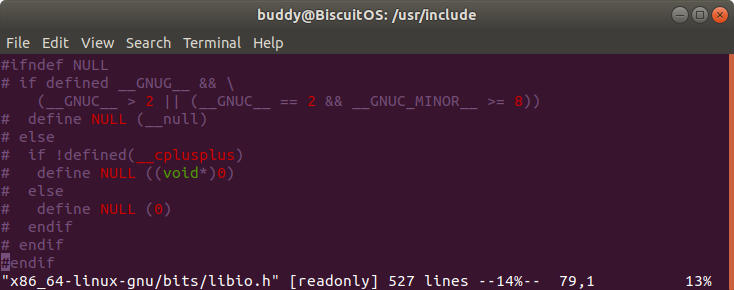 buddy@BiscuitOS: /usr/include
File Edit View Search Terminal Help
#ifndef NULL
# if defined __GNUG__ && \
    (__GNUC__ > 2 || (__GNUC__ == 2 && __GNUC_MINOR__ >= 8))
#  define NULL (__null)
# else
#  if !defined(__cplusplus)
#   define NULL ((void*)0)
#  else
#   define NULL (0)
#  endif
# endif
#endif
"x86_64-linux-gnu/bits/libio.h" [readonly] 527 lines --14%--  79,1 13%